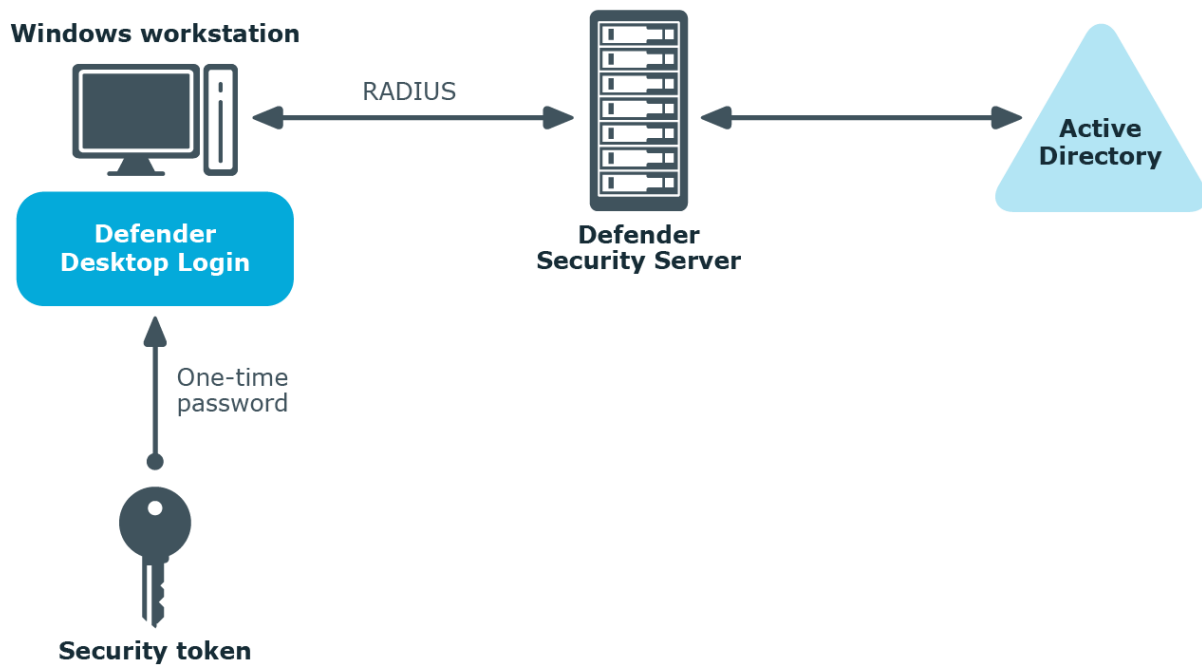 Windows workstation
RADIUS
Active
Directory
Defender
Desktop Login
Defender
Security Server
One-time
password
Security token